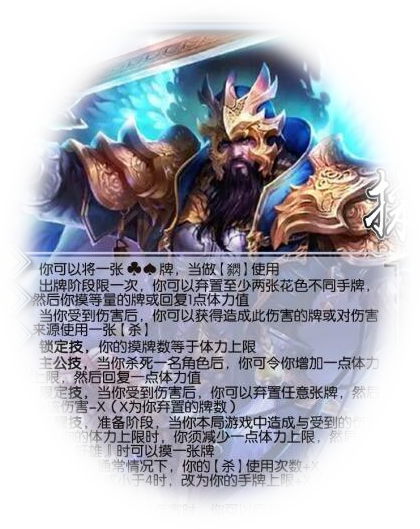 你可以将一张♣♠牌，当做【
】使用
出牌阶段限一次，你可以弃置至少两张花色不同手牌，
然后你摸等量的牌或回复1点体力值
当你受到伤害后，你可以获得造成此伤害的牌或对伤害
来源使用一张【杀】
锁定技，你的摸牌数等于体力上限
主公技，当你杀死一名角色后，你可令你增加一点体力
上限，然后回复一点体力值
定技，当你受到伤害后，你可以弃置任意张牌，然
伤害-X（X为你弃置的牌数）
技，准备阶段，当你本局游戏中造成与受到的
的体力上限时，你须减少一点体力上限，然
时可以摸一张牌
常情况下，你的【杀】使用次数+X
小于4时，改为你的手牌上限+